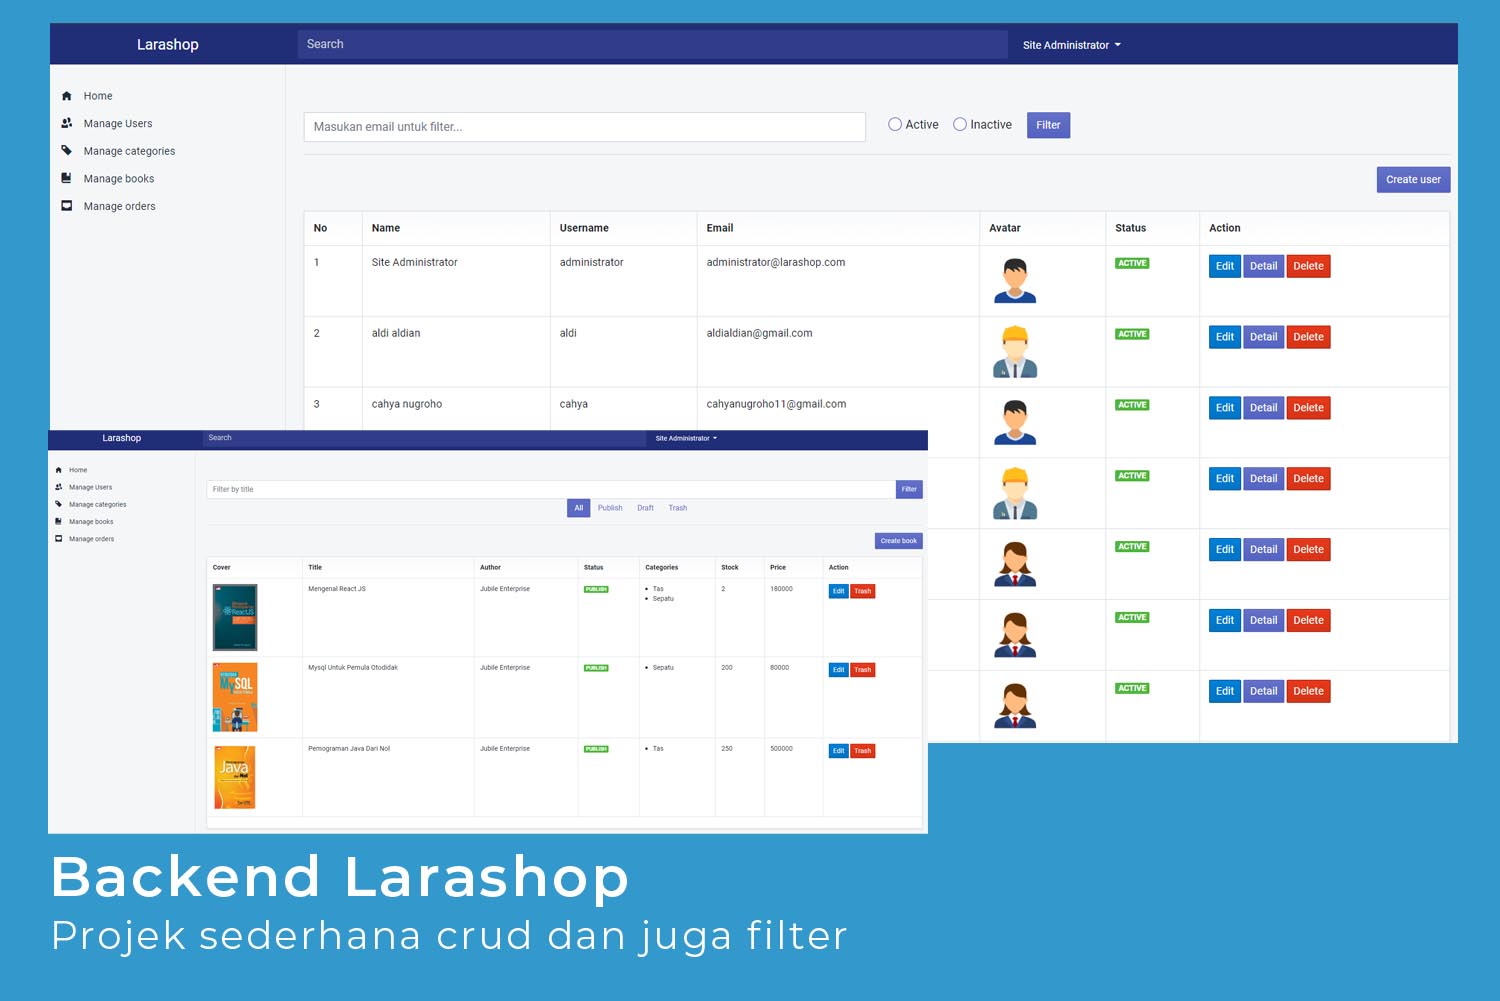 Larashop
Search
Site Administrator
Home
Manage Users
Manage categories
Manage books
Manage orders
Masukan email untuk filter...
Active Inactive Filter
Create user
No Name Username Email Avatar Status Action
1 Site Administrator administrator administrator@larashop.com ACTIVE Edit Detail Delete
2 aldi aldian aldi aldialdian@gmail.com ACTIVE Edit Detail Delete
3 cahya nugroho cahya cahyanugroho11@gmail.com ACTIVE Edit Detail Delete
ACTIVE Edit Detail Delete
ACTIVE Edit Detail Delete
ACTIVE Edit Detail Delete
ACTIVE Edit Detail Delete
Larashop
Search
Site Administrator
Home
Manage Users
Manage categories
Manage books
Manage orders
Filter by title Filter
All Publish Draft Trash
Create book
Cover Title Author Status Categories Stock Price Action
ReactJS
Mengenal React JS Jubile Enterprise PUBLISH Tas 2 180000 Edit Trash
Sepatu
MySQL
Mysql Untuk Pemula Otodidak Jubile Enterprise PUBLISH Sepatu 200 80000 Edit Trash
Java
Pemograman Java Dari Nol Jubile Enterprise PUBLISH Tas 250 500000 Edit Trash
Backend Larashop
Projek sederhana crud dan juga filter